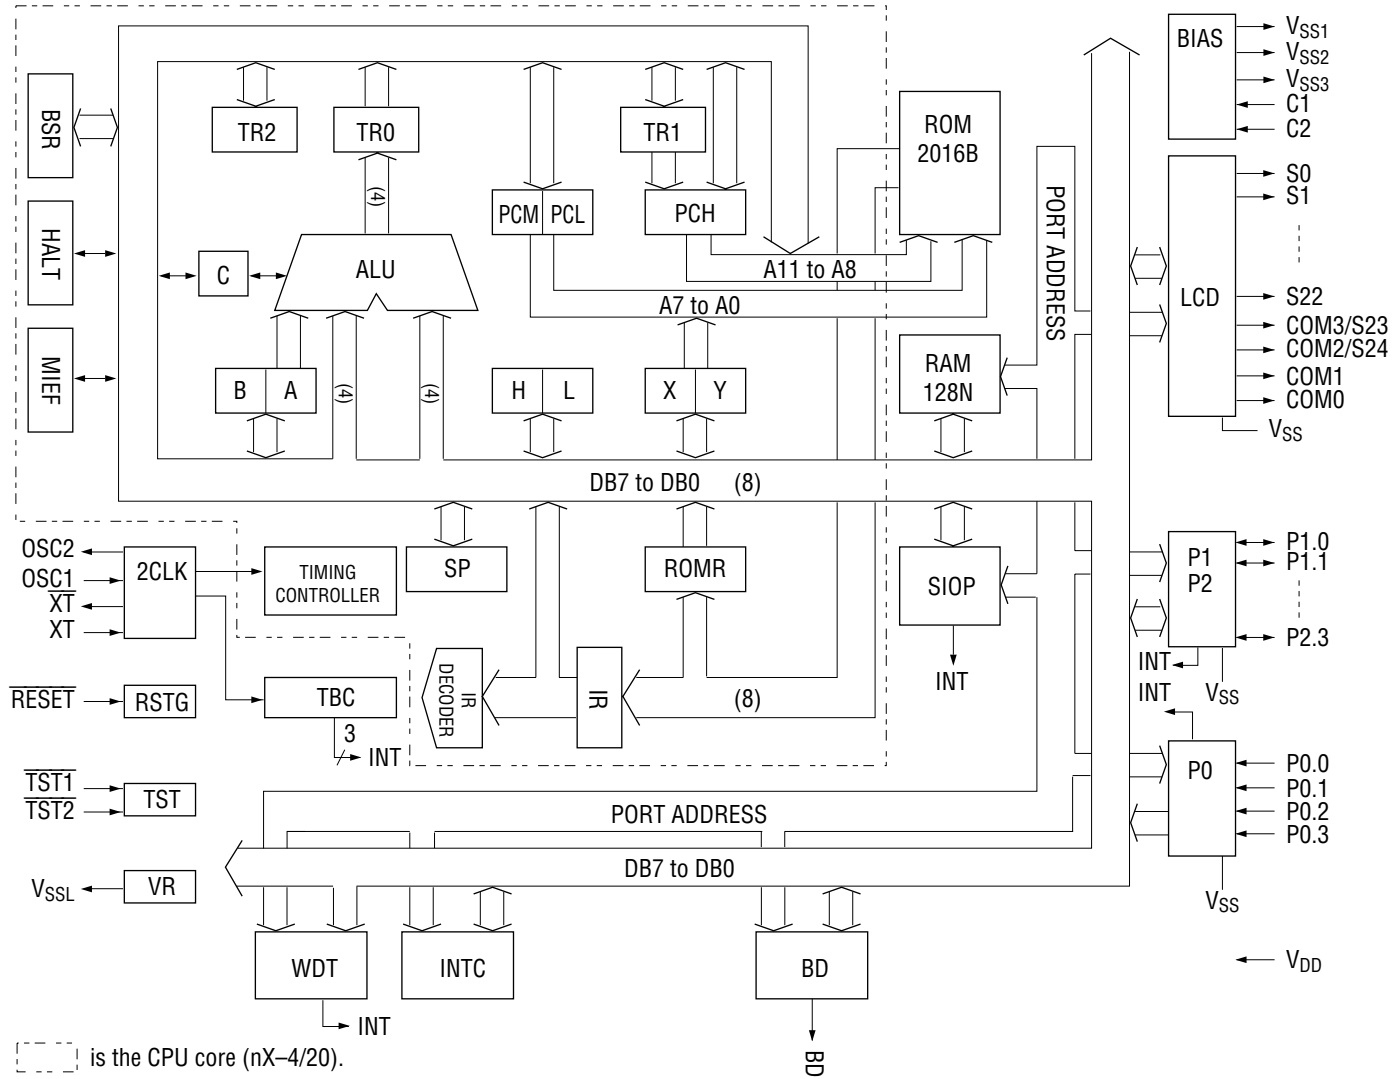 BIAS
VSS1
VSS2
VSS3
C1
C2
BSR
TR2
TR0
TR1
ROM
2016B
HALT
(4)
PCM
PCL
PCH
PORT ADDRESS
S0
S1
C
ALU
A11 to A8
A7 to A0
LCD
S22
COM3/S23
COM2/S24
COM1
COM0
VSS
MIEF
B
A
(4)
(4)
H
L
X
Y
RAM
128N
DB7 to DB0 (8)
OSC2
OSC1
XT
XT
2CLK
TIMING
CONTROLLER
SP
ROMR
SIOP
INT
P1
P2
P1.0
P1.1
P2.3
INT
VSS
RESET
RSTG
TBC
3
INT
IR
DECODER
IR
(8)
INT
P0
P0.0
P0.1
P0.2
P0.3
VSS
TST1
TST2
TST
PORT ADDRESS
VSSL
VR
DB7 to DB0
WDT
INT
INTC
BD
BD
VDD
is the CPU core (nX–4/20).